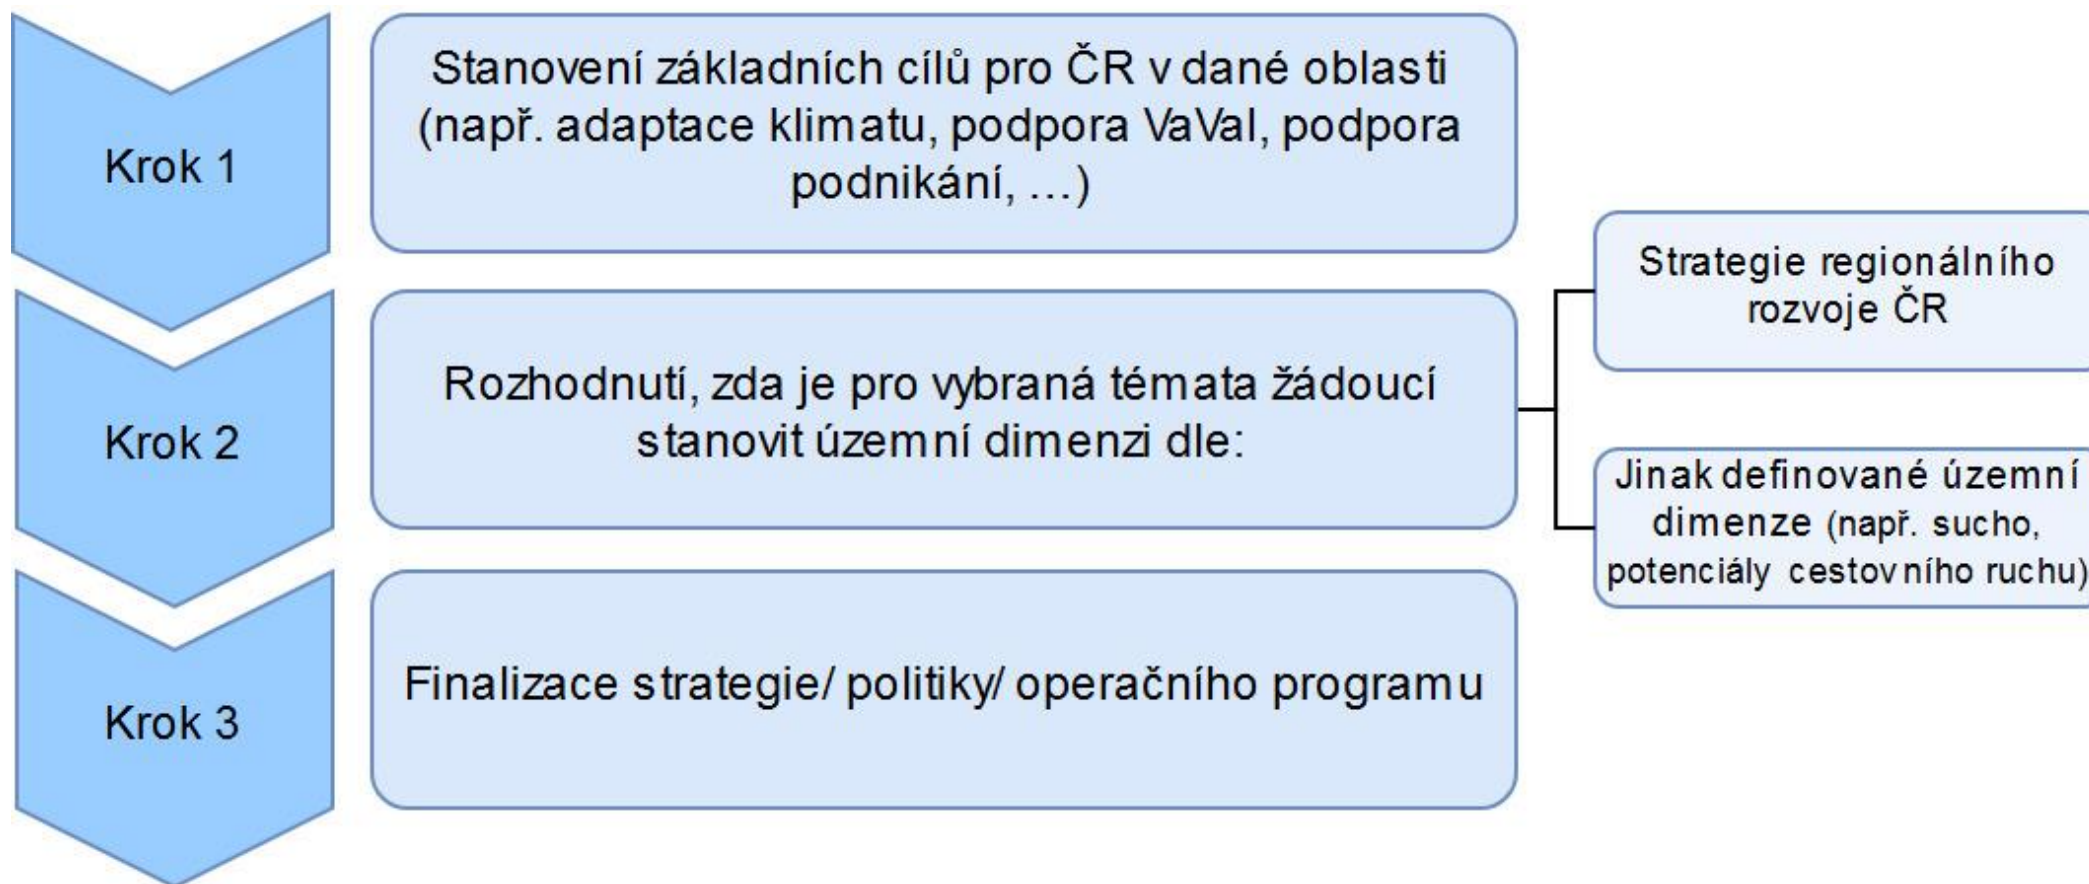 Krok 1
Stanovení základních cílů pro ČR v dané oblasti
(např. adaptace klimatu, podpora VaVaI, podpora
podnikání, …)
Krok 2
Rozhodnutí, zda je pro vybraná témata žádoucí
stanovit územní dimenzi dle:
Strategie regionálního
rozvoje ČR
Jinak definované územní
dimenze (např. sucho,
potenciály cestovního ruchu)
Krok 3
Finalizace strategie/ politiky/ operačního programu